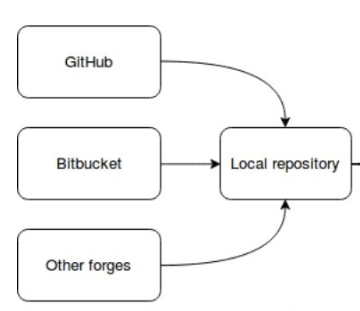 GitHub
Bitbucket
Local repository
Other forges